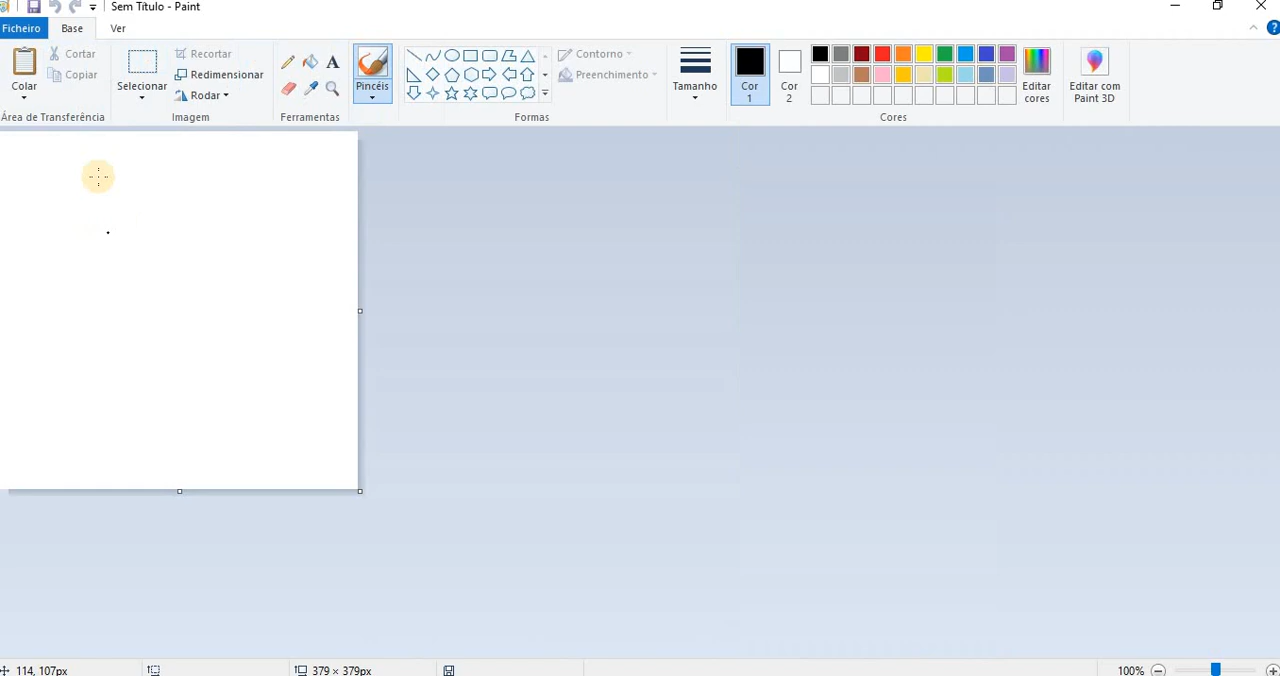 Sem Título - Paint
Ficheiro Base Ver
Colar
Cortar
Copiar
Área de Transferência
Selecionar
Recortar
Redimensionar
Rodar
Imagem
A
Ferramentas
Pincéis
Contorno
Preenchimento
Formas
Tamanho
Cor
1
Cor
2
Editar
cores
Cores
Editar com
Paint 3D
?
114, 107px
379 × 379px
100%